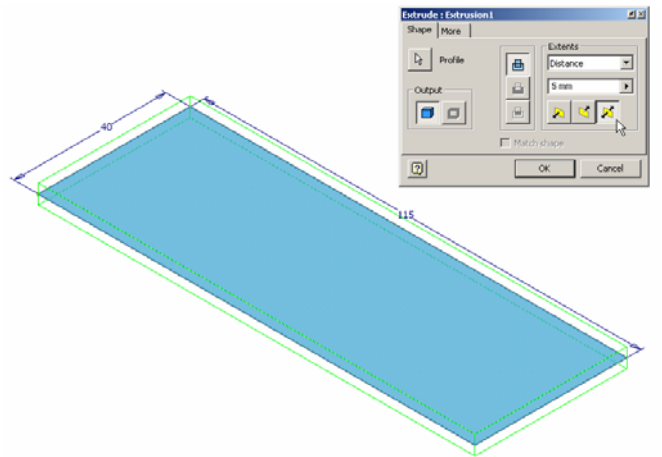 Extrude : Extrusion1
Shape More
Profile
Output
Extents
Distance
5 mm
Match shape
OK Cancel
40
115